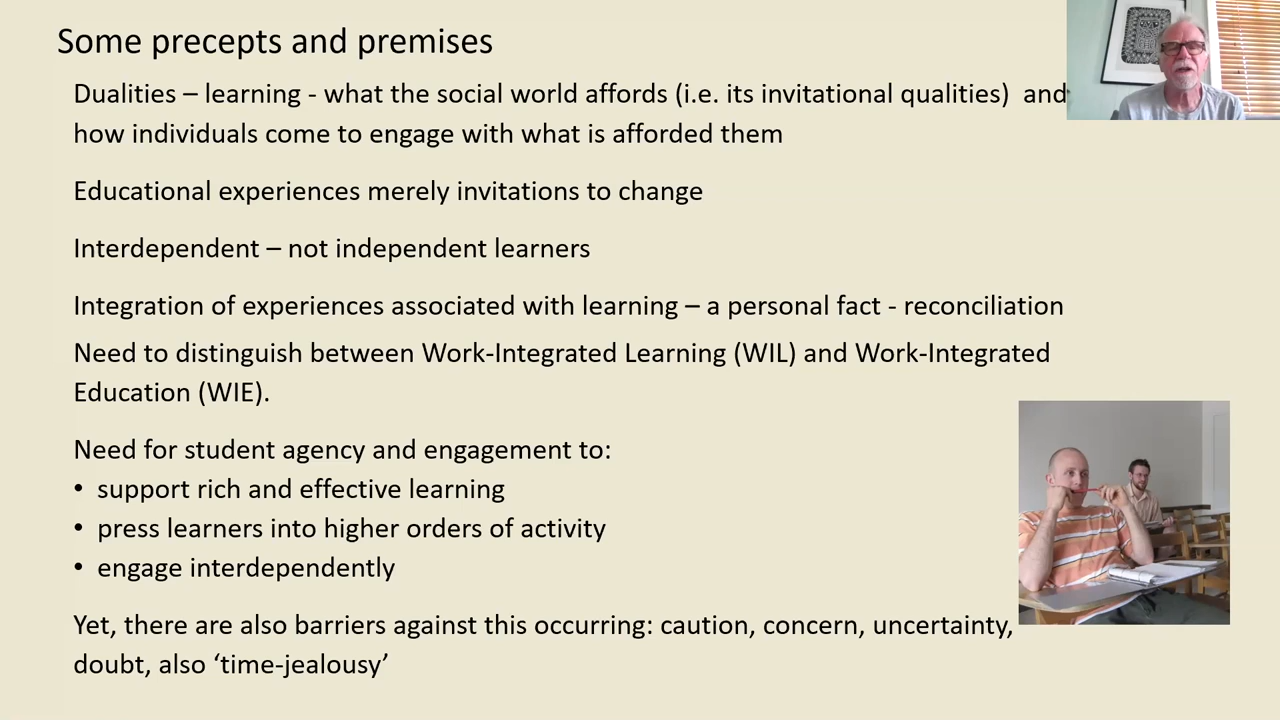 Some precepts and premises
Dualities – learning - what the social world affords (i.e. its invitational qualities)  and
how individuals come to engage with what is afforded them
Educational experiences merely invitations to change
Interdependent – not independent learners
Integration of experiences associated with learning – a personal fact - reconciliation
Need to distinguish between Work-Integrated Learning (WIL) and Work-Integrated
Education (WIE).
Need for student agency and engagement to:
• support rich and effective learning
• press learners into higher orders of activity
• engage interdependently
Yet, there are also barriers against this occurring: caution, concern, uncertainty,
doubt, also ‘time-jealousy’